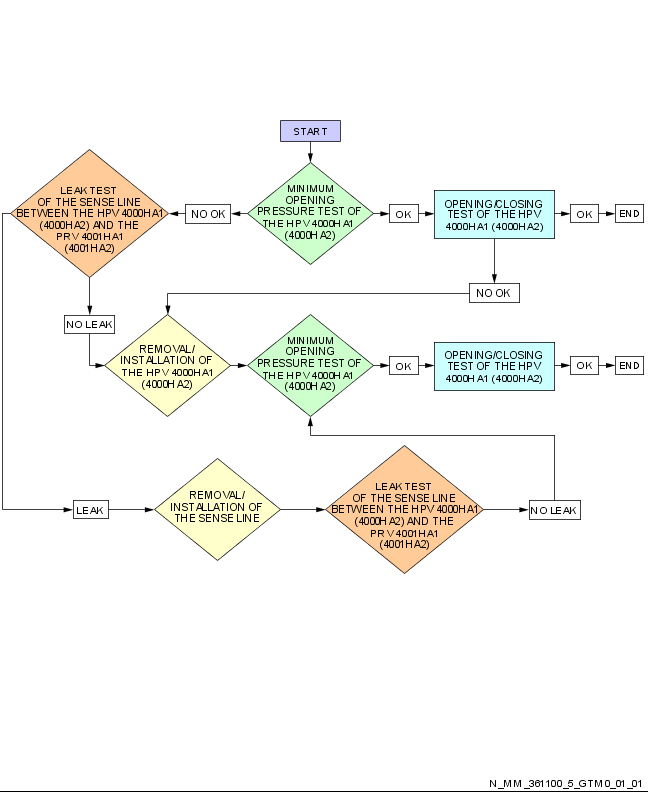 START
MINIMUM
OPENING
PRESSURE TEST OF
THE HPV 4000HA1
(4000HA2)
OK
OPENING/CLOSING
TEST OF THE HPV
4000HA1 (4000HA2)
OK
END
NO OK
LEAK TEST
OF THE SENSE LINE
BETWEEN THE HPV 4000HA1
(4000HA2) AND THE
PRV 4001HA1
(4001HA2)
NO OK
NO LEAK
REMOVAL/
INSTALLATION OF
THE HPV 4000HA1
(4000HA2)
MINIMUM
OPENING
PRESSURE TEST OF
THE HPV 4000HA1
(4000HA2)
OK
OPENING/CLOSING
TEST OF THE HPV
4000HA1 (4000HA2)
OK
END
LEAK
REMOVAL/
INSTALLATION OF
THE SENSE LINE
LEAK TEST
OF THE SENSE LINE
BETWEEN THE HPV 4000HA1
(4000HA2) AND THE
PRV 4001HA1
(4001HA2)
NO LEAK
N_MM_361100_5_GTM0_01_01